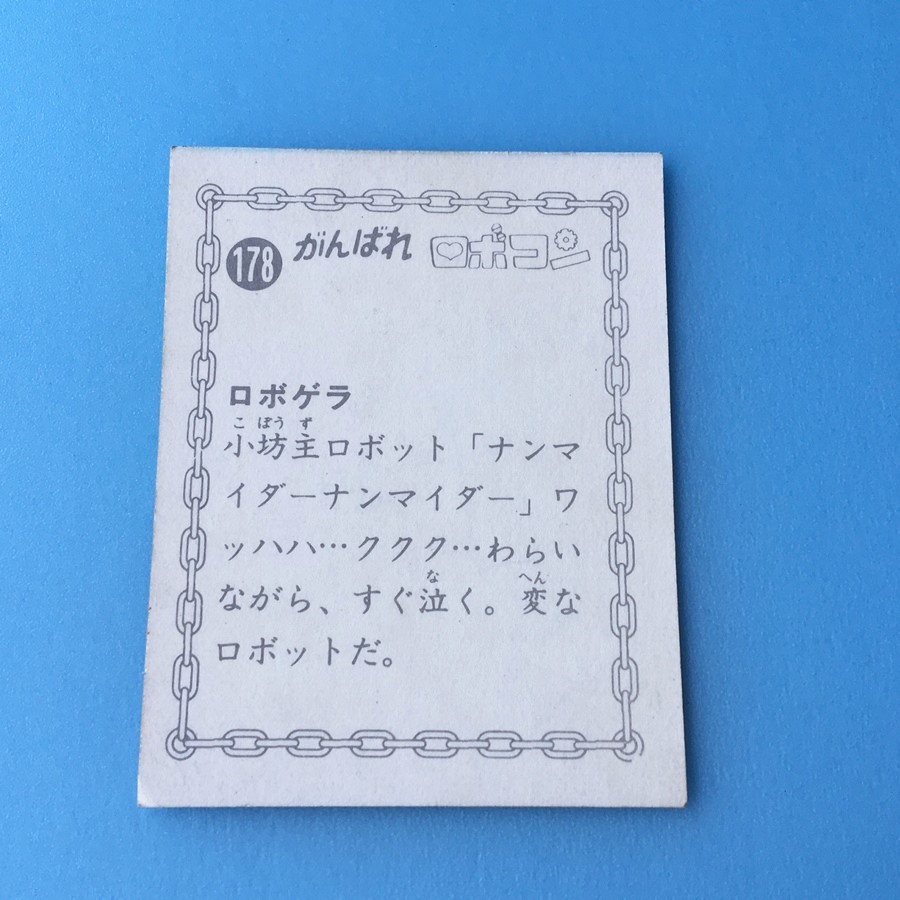 178 がんばれ ロボコン
ロボゲラ
こ ぼう ず
小坊主ロボット「ナンマ
イダーナンマイダー」ワ
ッハハ…ククク…わらい
な へん
ながら、すぐ泣く。変な
ロボットだ。